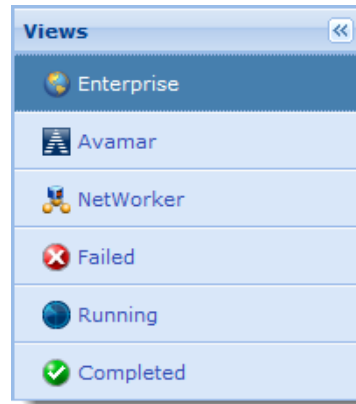 Views
Enterprise
Avamar
NetWorker
Failed
Running
Completed